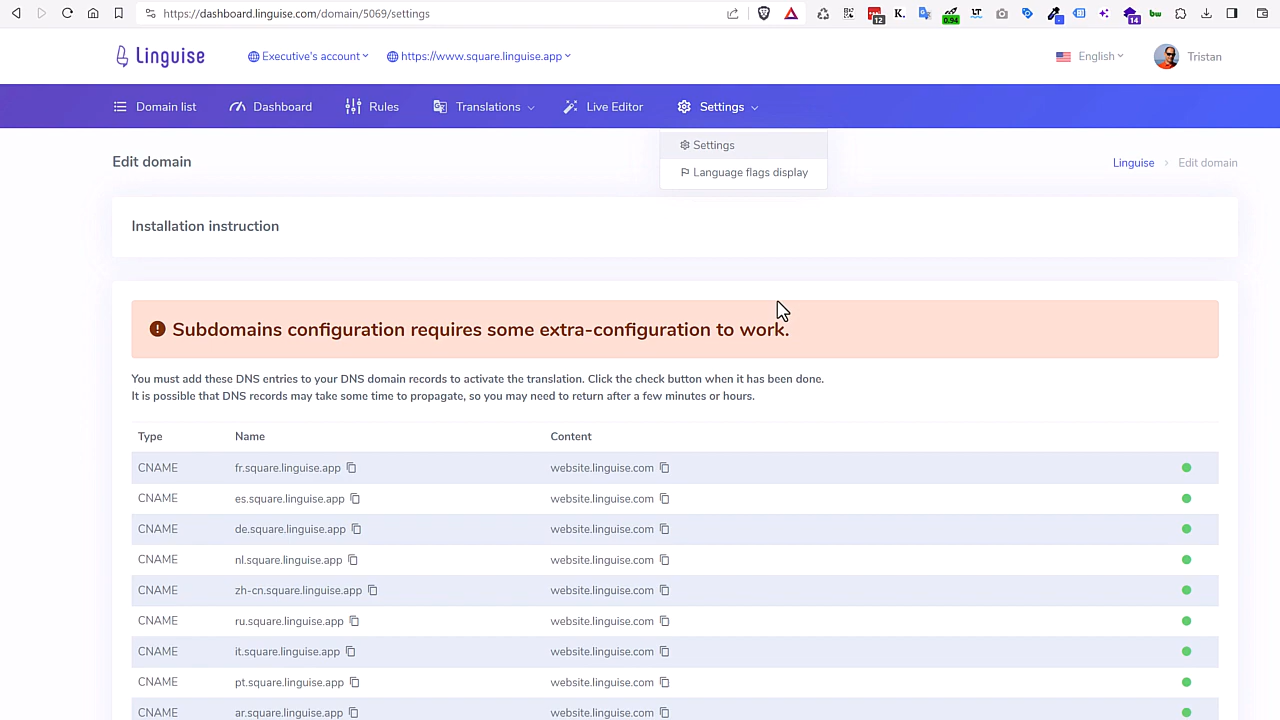 https://dashboard.linguise.com/domain/5069/settings
12
K.
LT
0.94
14
bw
Linguise
Executive's account
https://www.square.linguise.app
English
Tristan
Domain list
Dashboard
Rules
Translations
Live Editor
Settings
Settings
Language flags display
Edit domain
Linguise > Edit domain
Installation instruction
Subdomains configuration requires some extra-configuration to work.
You must add these DNS entries to your DNS domain records to activate the translation. Click the check button when it has been done.
It is possible that DNS records may take some time to propagate, so you may need to return after a few minutes or hours.
Type Name Content
CNAME fr.square.linguise.app website.linguise.com
CNAME es.square.linguise.app website.linguise.com
CNAME de.square.linguise.app website.linguise.com
CNAME nl.square.linguise.app website.linguise.com
CNAME zh-cn.square.linguise.app website.linguise.com
CNAME ru.square.linguise.app website.linguise.com
CNAME it.square.linguise.app website.linguise.com
CNAME pt.square.linguise.app website.linguise.com
CNAME ar.square.linguise.app website.linguise.com